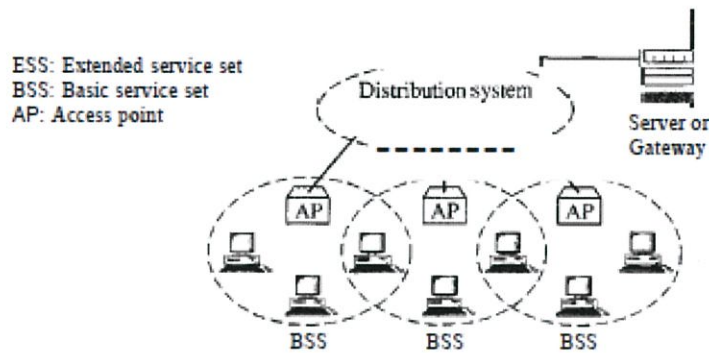 ESS: Extended service set
BSS: Basic service set
AP: Access point
Distribution system
Server or
Gateway
AP
AP
AP
BSS
BSS
BSS